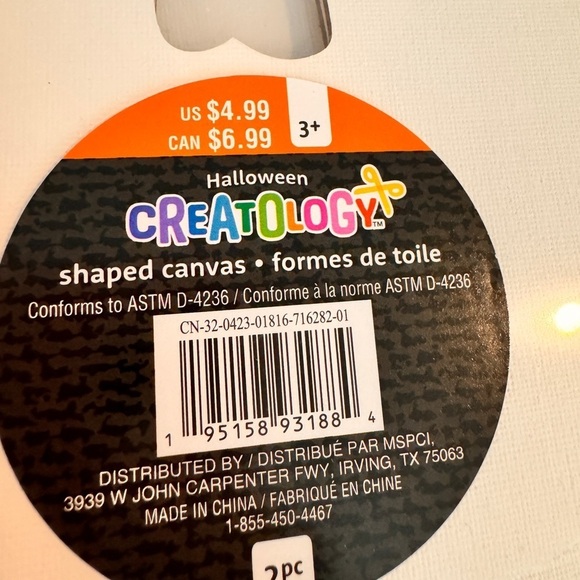 US $4.99
CAN $6.99
3+
Halloween
CREATOLOGY™
shaped canvas • formes de toile
Conforms to ASTM D-4236 / Conforme à la norme ASTM D-4236
CN-32-0423-01816-716282-01
1 95158 93188 4
DISTRIBUTED BY / DISTRIBUÉ PAR MSPCI,
3939 W JOHN CARPENTER FWY, IRVING, TX 75063
MADE IN CHINA / FABRIQUÉ EN CHINE
1-855-450-4467
2pc